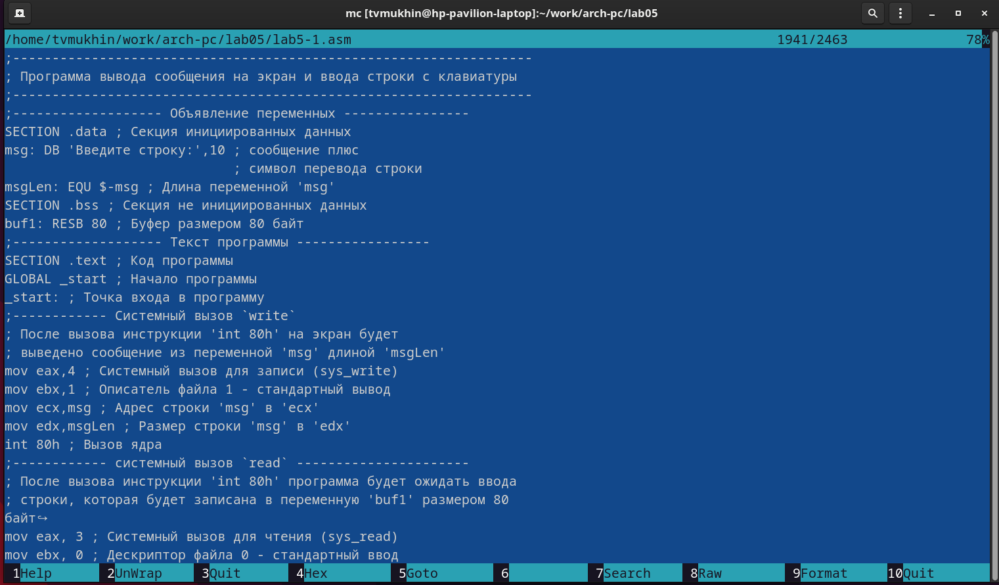 mc [tvmukhin@hp-pavilion-laptop]:~/work/arch-pc/lab05
/home/tvmukhin/work/arch-pc/lab05/lab5-1.asm 1941/2463 78%
;------------------------------------------------------------------
; Программа вывода сообщения на экран и ввода строки с клавиатуры
;------------------------------------------------------------------
;------------------- Объявление переменных ----------------
SECTION .data ; Секция инициированных данных
msg: DB 'Введите строку:',10 ; сообщение плюс
; символ перевода строки
msgLen: EQU $-msg ; Длина переменной 'msg'
SECTION .bss ; Секция не инициированных данных
buf1: RESB 80 ; Буфер размером 80 байт
;------------------- Текст программы -----------------
SECTION .text ; Код программы
GLOBAL _start ; Начало программы
_start: ; Точка входа в программу
;------------ Системный вызов `write`
; После вызова инструкции 'int 80h' на экран будет
; выведено сообщение из переменной 'msg' длиной 'msgLen'
mov eax,4 ; Системный вызов для записи (sys_write)
mov ebx,1 ; Описатель файла 1 - стандартный вывод
mov ecx,msg ; Адрес строки 'msg' в 'ecx'
mov edx,msgLen ; Размер строки 'msg' в 'edx'
int 80h ; Вызов ядра
;------------ системный вызов `read` ----------------------
; После вызова инструкции 'int 80h' программа будет ожидать ввода
; строки, которая будет записана в переменную 'buf1' размером 80
байт↪
mov eax, 3 ; Системный вызов для чтения (sys_read)
mov ebx, 0 ; Дескриптор файла 0 - стандартный ввод
1Help 2UnWrap 3Quit 4Hex 5Goto 6 7Search 8Raw 9Format 10Quit